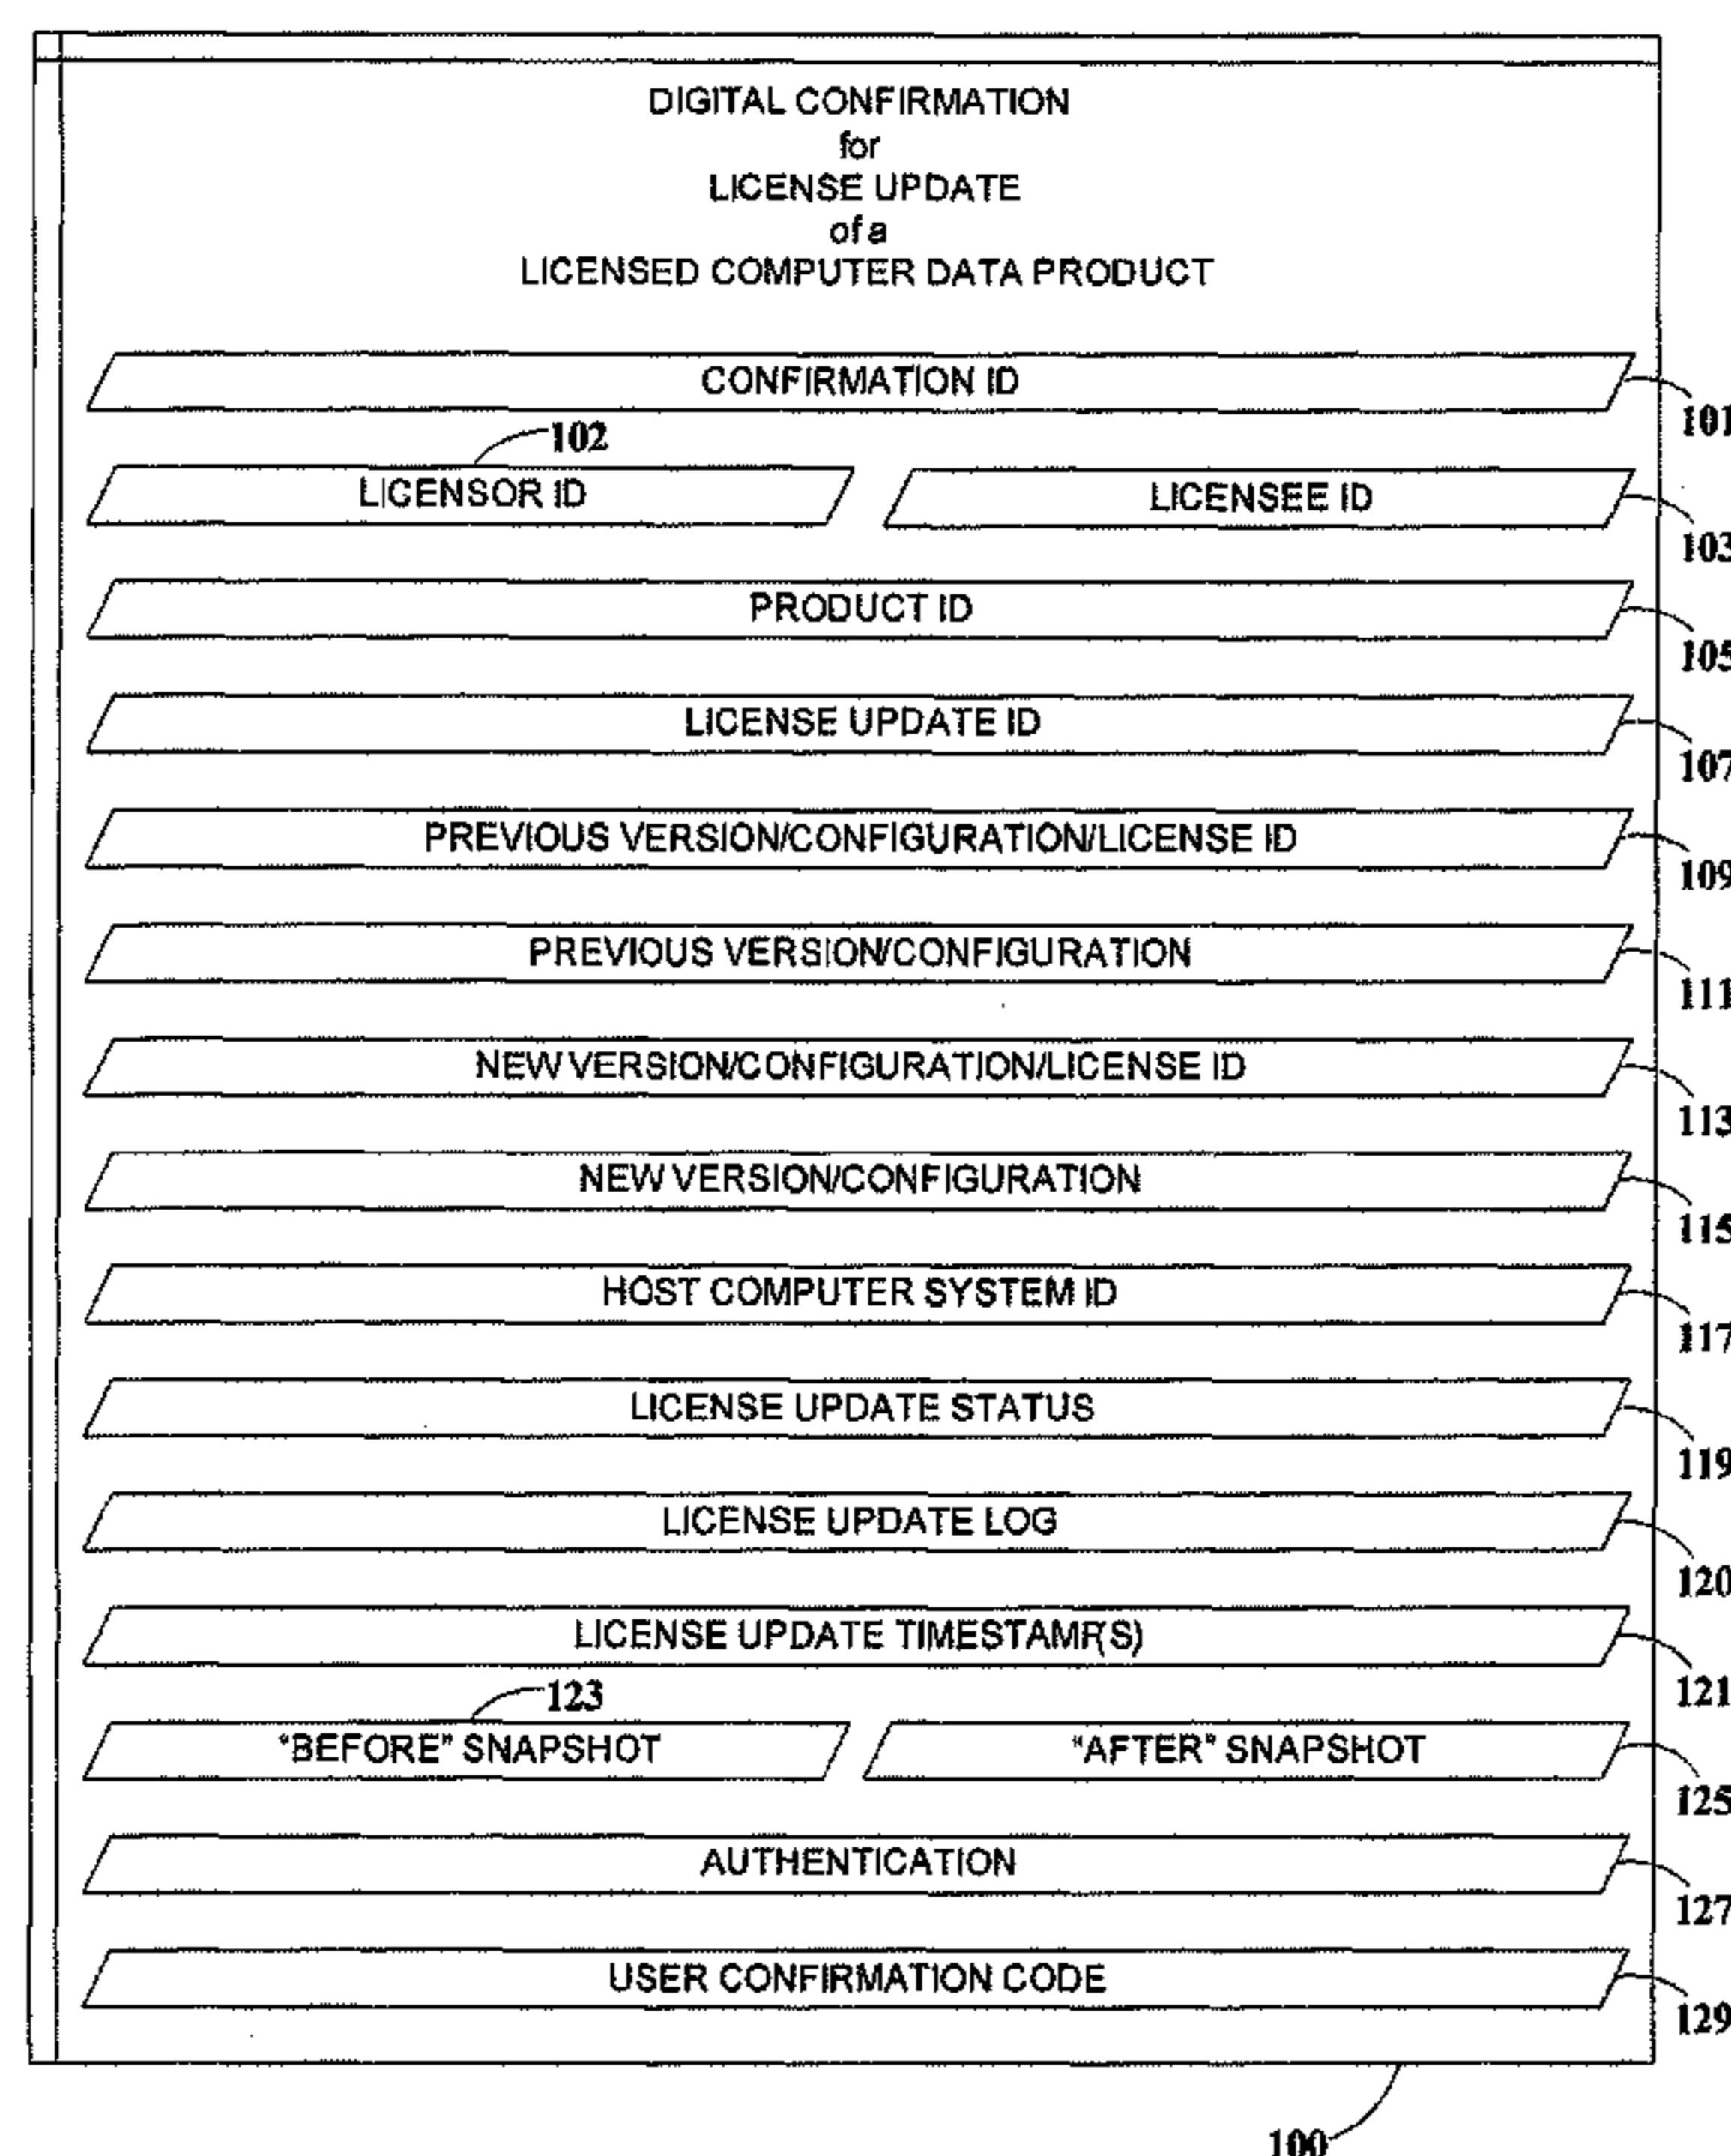 DIGITAL CONFIRMATION
for
LICENSE UPDATE
of a
LICENSED COMPUTER DATA PRODUCT
CONFIRMATION ID
101
102
LICENSOR ID
LICENSEE ID
103
PRODUCT ID
105
LICENSE UPDATE ID
107
PREVIOUS VERSION/CONFIGURATION/LICENSE ID
109
PREVIOUS VERSION/CONFIGURATION
111
NEW VERSION/CONFIGURATION/LICENSE ID
113
NEW VERSION/CONFIGURATION
115
HOST COMPUTER SYSTEM ID
117
LICENSE UPDATE STATUS
119
LICENSE UPDATE LOG
120
LICENSE UPDATE TIMESTAMP(S)
121
123
"BEFORE" SNAPSHOT
"AFTER" SNAPSHOT
125
AUTHENTICATION
127
USER CONFIRMATION CODE
129
100